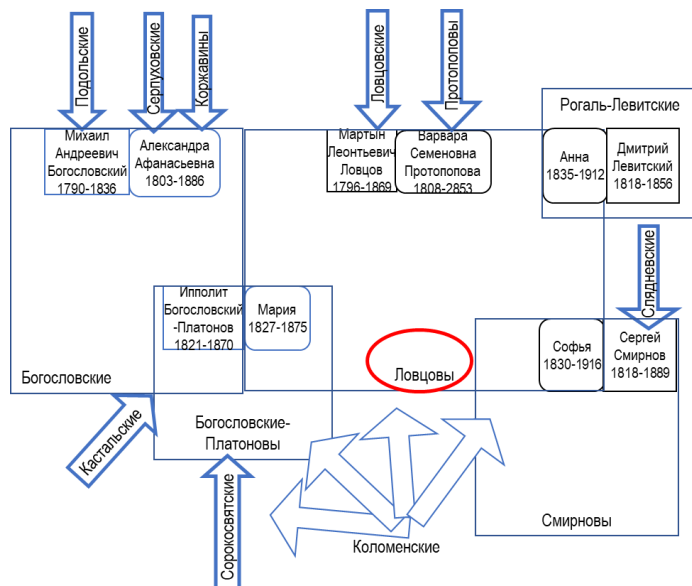 Подольские
Серпуховские
Коржавины
Ловцовские
Протопоповы
Рогаль-Левитские
Михаил
Андреевич
Богословский
1790-1836
Александра
Афанасьевна
1803-1886
Мартын
Леонтьевич
Ловцов
1796-1869
Варвара
Семеновна
Протопопова
1808-2853
Анна
1835-1912
Дмитрий
Левитский
1818-1856
Слядневские
Ипполит
Богословский
-Платонов
1821-1870
Мария
1827-1875
Софья
1830-1916
Сергей
Смирнов
1818-1889
Богословские
Ловцовы
Кастальские
Богословские-
Платоновы
Сорокосвятские
Коломенские
Смирновы